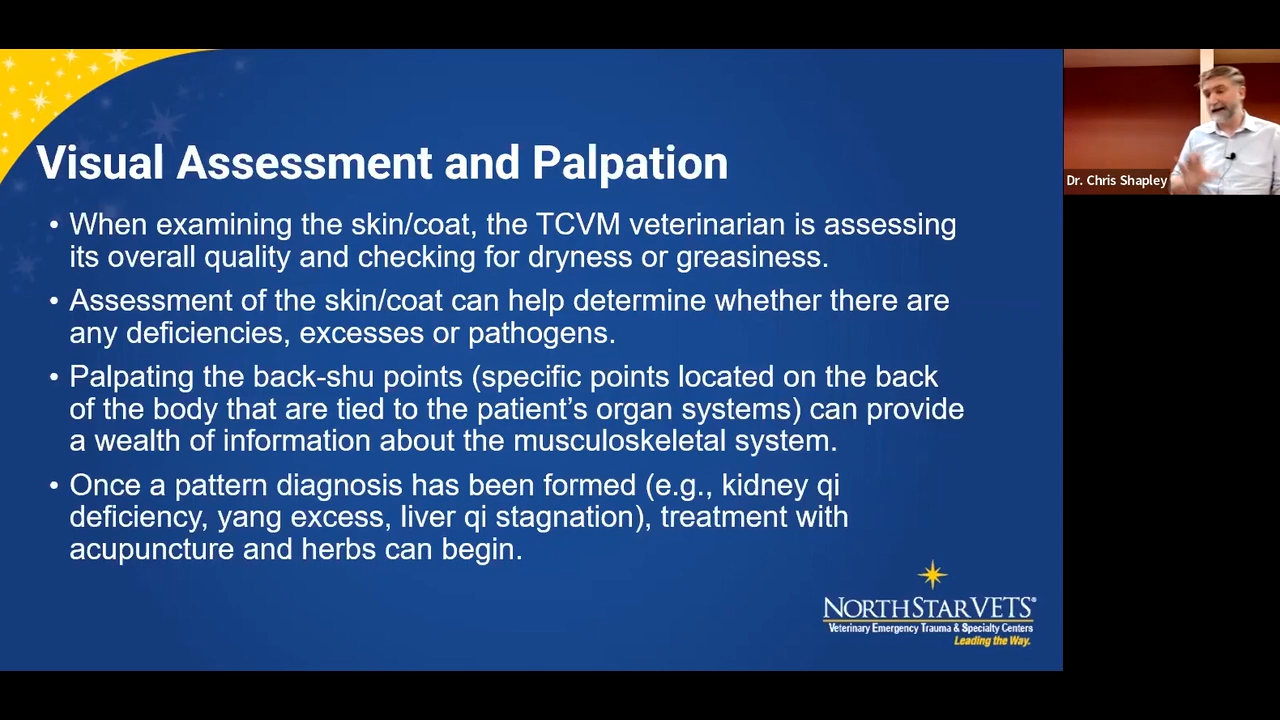 Visual Assessment and Palpation
• When examining the skin/coat, the TCVM veterinarian is assessing
its overall quality and checking for dryness or greasiness.
• Assessment of the skin/coat can help determine whether there are
any deficiencies, excesses or pathogens.
• Palpating the back-shu points (specific points located on the back
of the body that are tied to the patient's organ systems) can provide
a wealth of information about the musculoskeletal system.
• Once a pattern diagnosis has been formed (e.g., kidney qi
deficiency, yang excess, liver qi stagnation), treatment with
acupuncture and herbs can begin.
NORTHSTAR VETS®
Veterinary Emergency Trauma & Specialty Centers
Leading the Way.
Dr. Chris Shapley